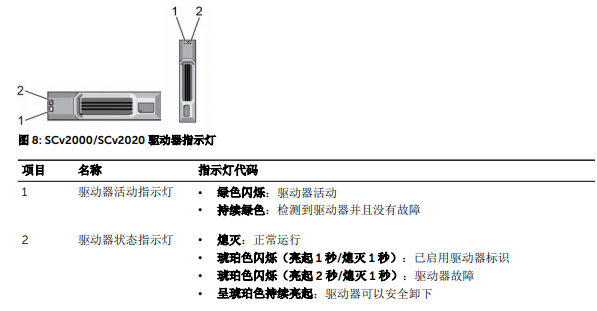 1 2
2
1
图 8: SCv2000/SCv2020 驱动器指示灯
项目 名称 指示灯代码
1 驱动器活动指示灯 • 绿色闪烁：驱动器活动
• 持续绿色：检测到驱动器并且没有故障
2 驱动器状态指示灯 • 熄灭：正常运行
• 琥珀色闪烁（亮起 1 秒/熄灭 1 秒）：已启用驱动器标识
• 琥珀色闪烁（亮起 2 秒/熄灭 1 秒）：驱动器故障
• 呈琥珀色持续亮起：驱动器可以安全卸下